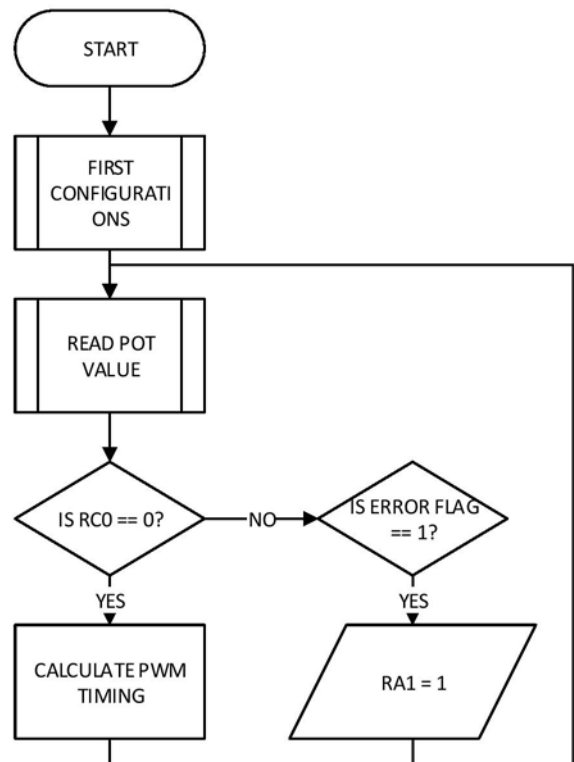 START
FIRST
CONFIGURATI
ONS
READ POT
VALUE
IS RC0 == 0?
NO
IS ERROR FLAG
== 1?
YES
YES
CALCULATE PWM
TIMING
RA1 = 1